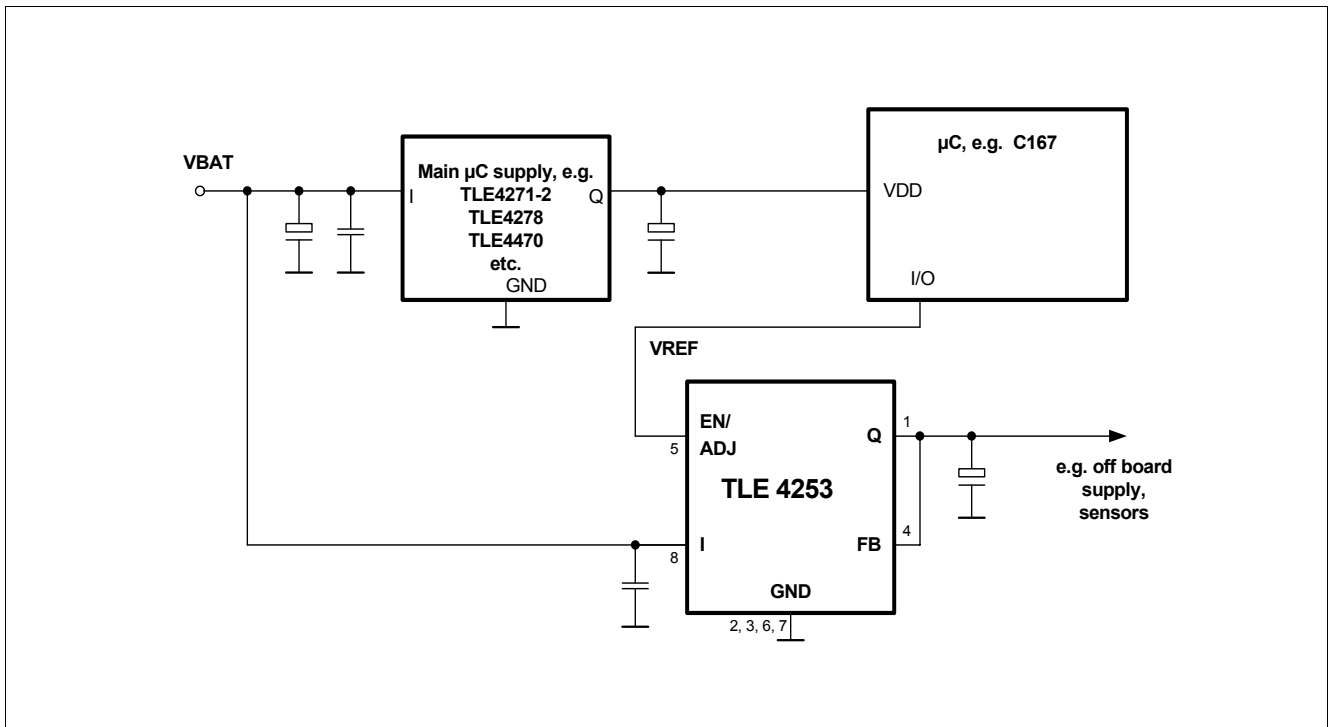 VBAT
I
Main µC supply, e.g.
TLE4271-2
TLE4278
TLE4470
etc.
GND
Q
µC, e.g. C167
VDD
I/O
VREF
EN/
ADJ
5
TLE 4253
Q
1
FB
4
I
8
GND
2, 3, 6, 7
e.g. off board
supply,
sensors